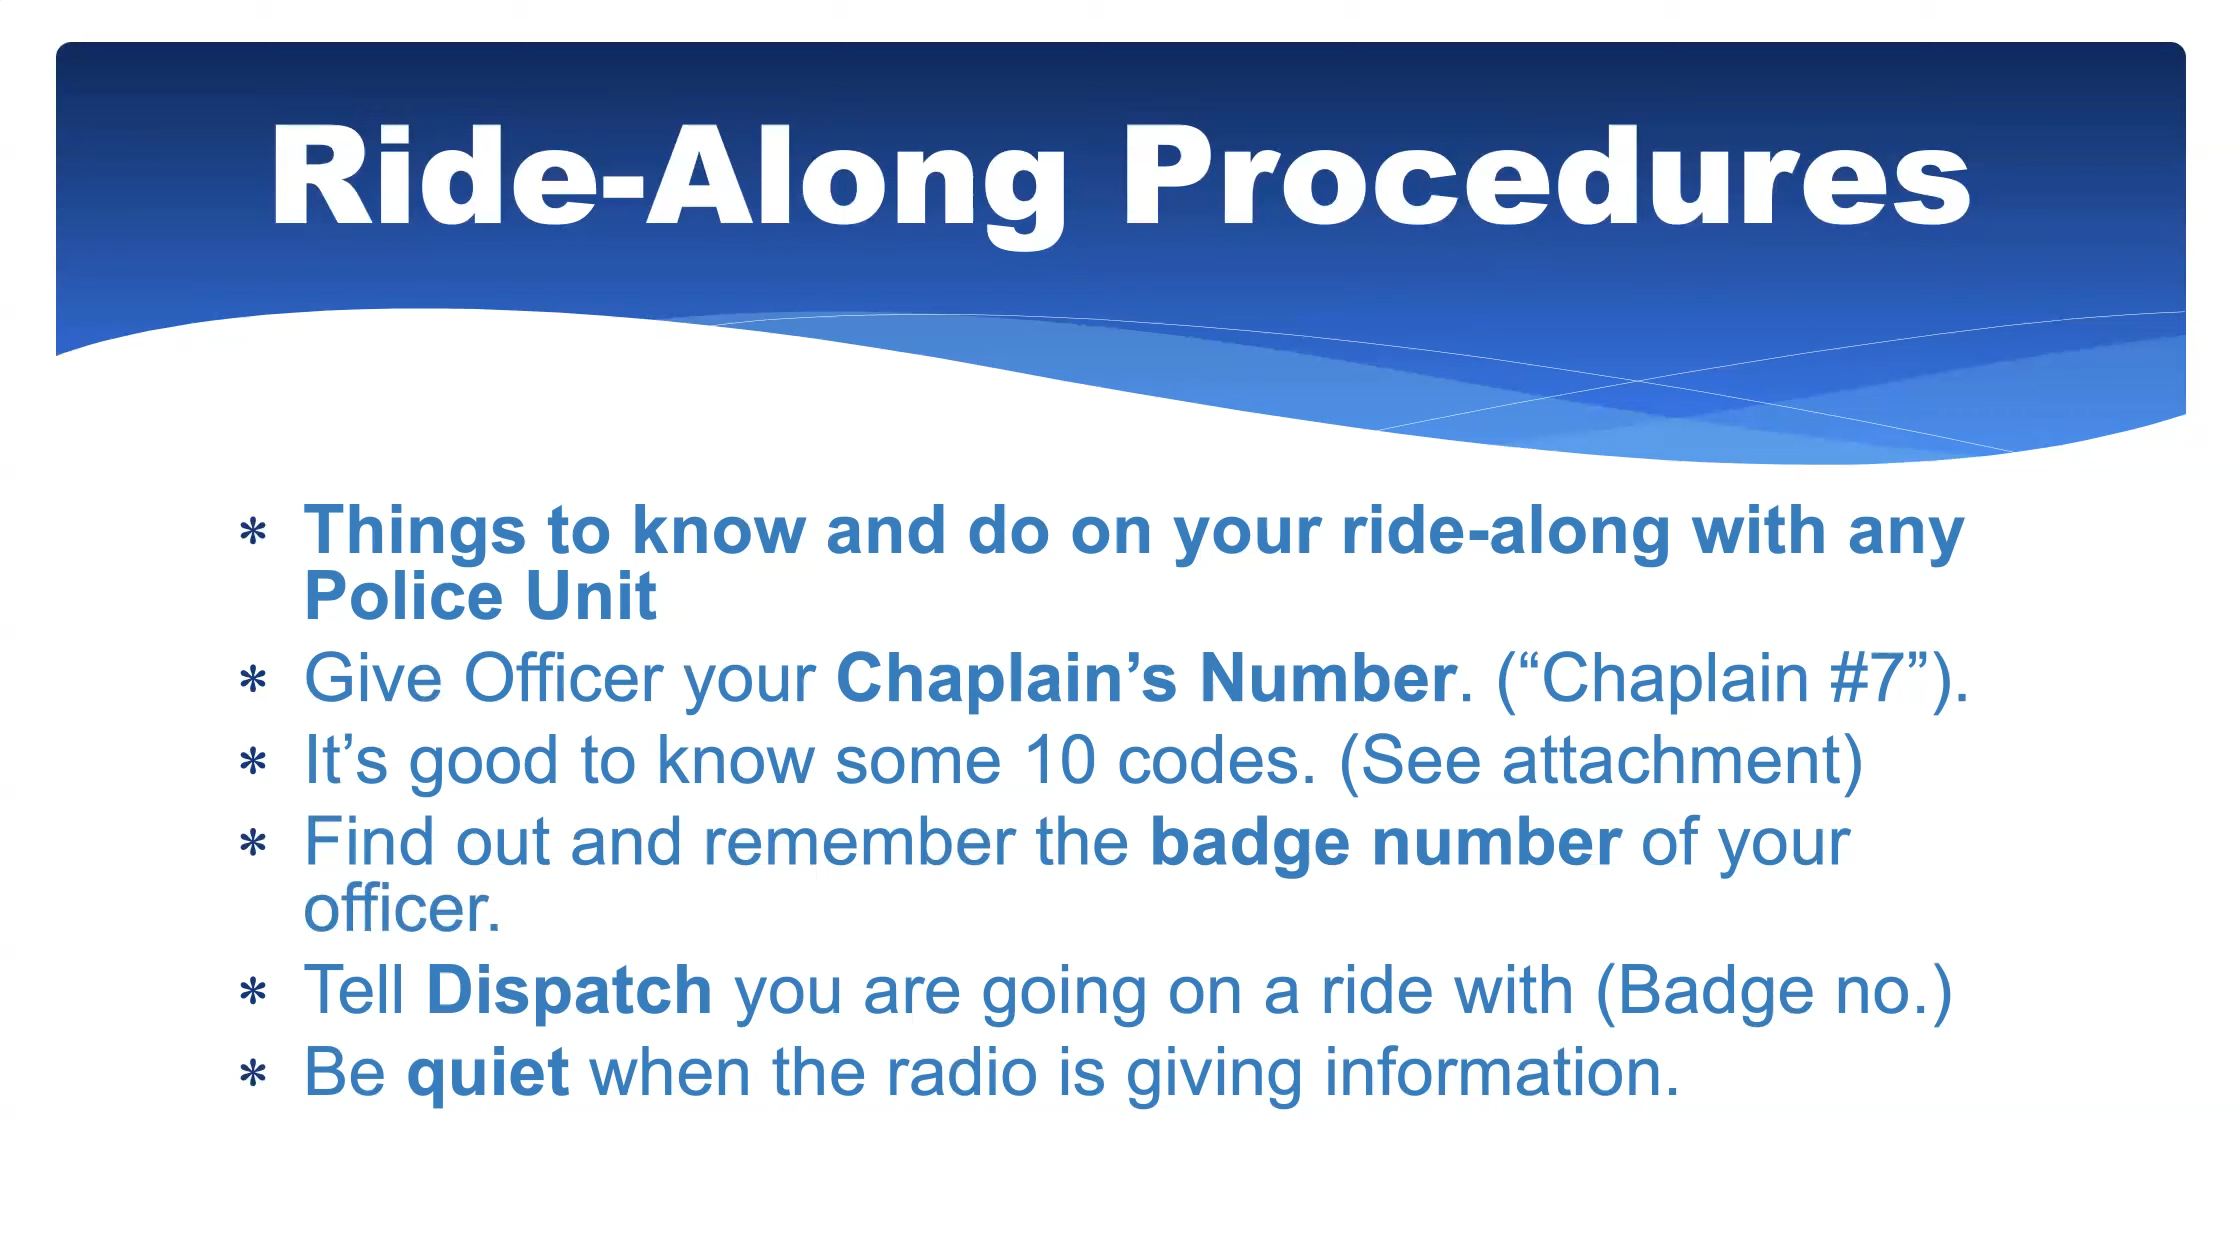 Ride-Along Procedures
* Things to know and do on your ride-along with any
Police Unit
* Give Officer your Chaplain’s Number. (“Chaplain #7”).
* It’s good to know some 10 codes. (See attachment)
* Find out and remember the badge number of your
officer.
* Tell Dispatch you are going on a ride with (Badge no.)
* Be quiet when the radio is giving information.